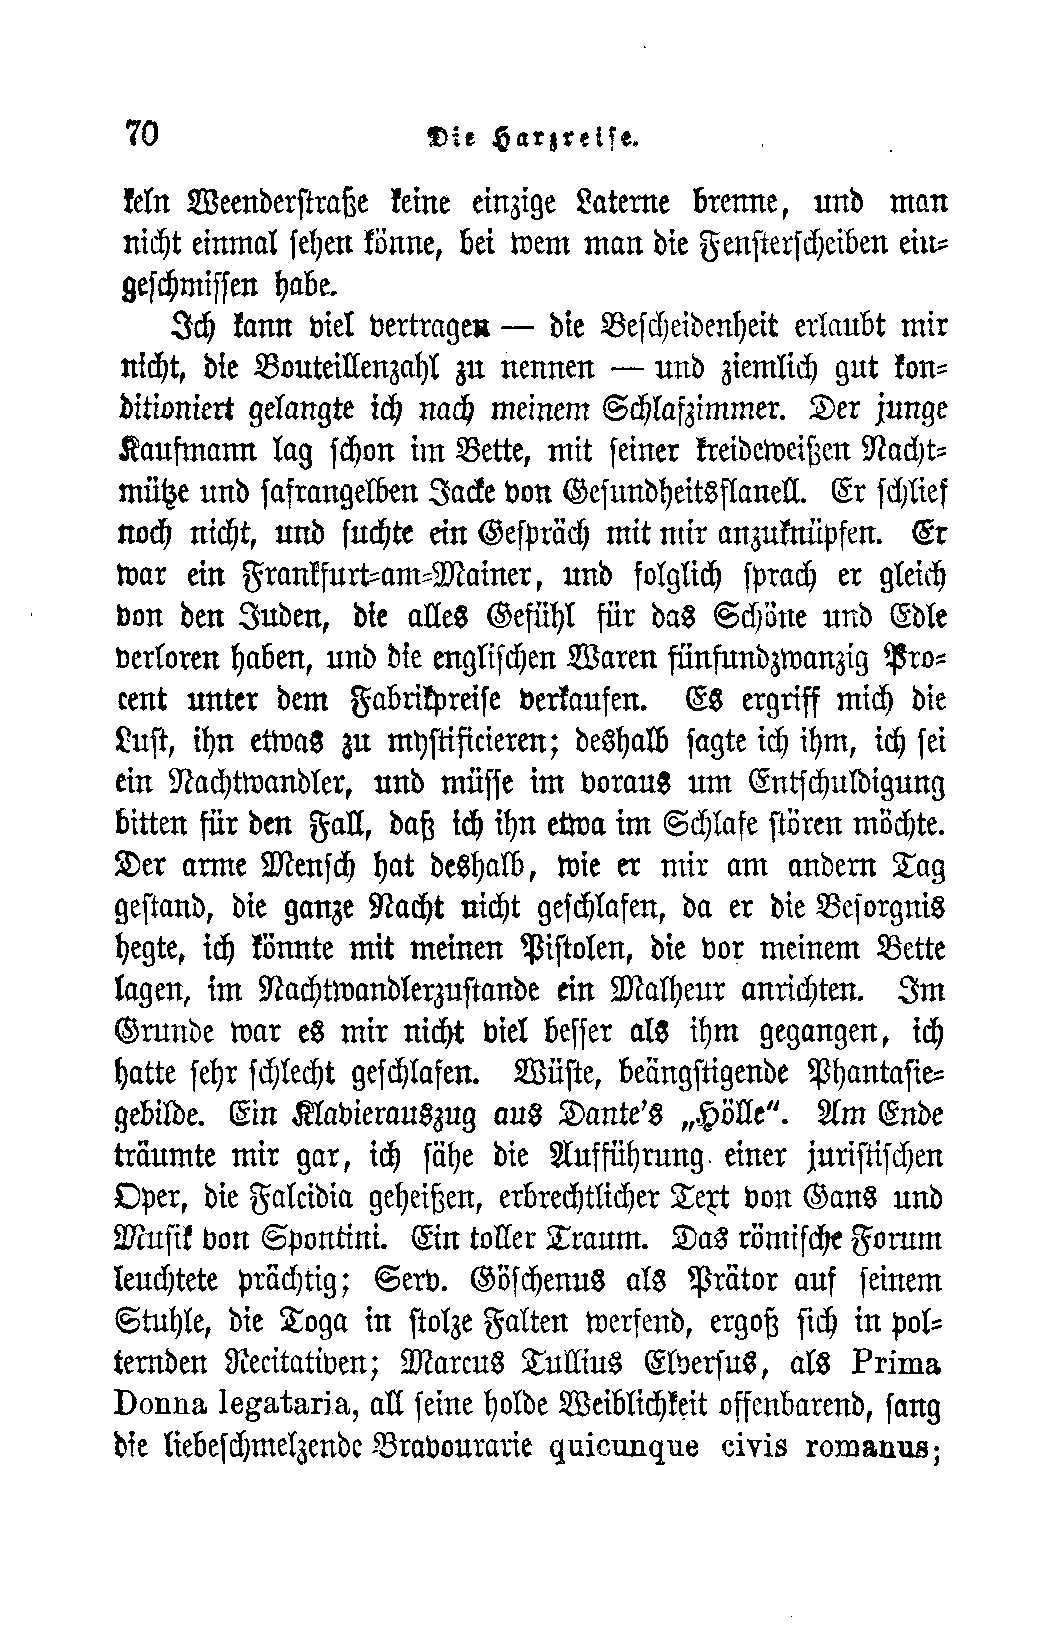 70 Die Harzreise.
keln Weenderstraße keine einzige Laterne brenne, und man
nicht einmal sehen könne, bei wem man die Fensterscheiben ein-
geschmissen habe.
Ich kann viel vertragen — die Bescheidenheit erlaubt mir
nicht, die Bouteillenzahl zu nennen — und ziemlich gut kon-
ditioniert gelangte ich nach meinem Schlafzimmer. Der junge
Kaufmann lag schon im Bette, mit seiner kreideweißen Nacht-
mütze und safrangelben Jacke von Gesundheitsflanell. Er schlief
noch nicht, und suchte ein Gespräch mit mir anzuknüpfen. Er
war ein Frankfurt-am-Mainer, und folglich sprach er gleich
von den Juden, die alles Gefühl für das Schöne und Edle
verloren haben, und die englischen Waren fünfundzwanzig Pro-
cent unter dem Fabrikpreise verkaufen. Es ergriff mich die
Lust, ihn etwas zu mystificieren; deshalb sagte ich ihm, ich sei
ein Nachtwandler, und müsse im voraus um Entschuldigung
bitten für den Fall, daß ich ihn etwa im Schlafe stören möchte.
Der arme Mensch hat deshalb, wie er mir am andern Tag
gestand, die ganze Nacht nicht geschlafen, da er die Besorgnis
hegte, ich könnte mit meinen Pistolen, die vor meinem Bette
lagen, im Nachtwandlerzustande ein Malheur anrichten. Im
Grunde war es mir nicht viel besser als ihm gegangen, ich
hatte sehr schlecht geschlafen. Wüste, beängstigende Phantasie-
gebilde. Ein Klavierauszug aus Dante's „Hölle“. Am Ende
träumte mir gar, ich sähe die Aufführung einer juristischen
Oper, die Falcidia geheißen, erbrechtlicher Text von Gans und
Musik von Spontini. Ein toller Traum. Das römische Forum
leuchtete prächtig; Serv. Göschenus als Prätor auf seinem
Stuhle, die Toga in stolze Falten werfend, ergoß sich in pol-
ternden Recitativen; Marcus Tullius Elversus, als Prima
Donna legataria, all seine holde Weiblichkeit offenbarend, sang
die liebeschmelzende Bravourarie quicunque civis romanus;